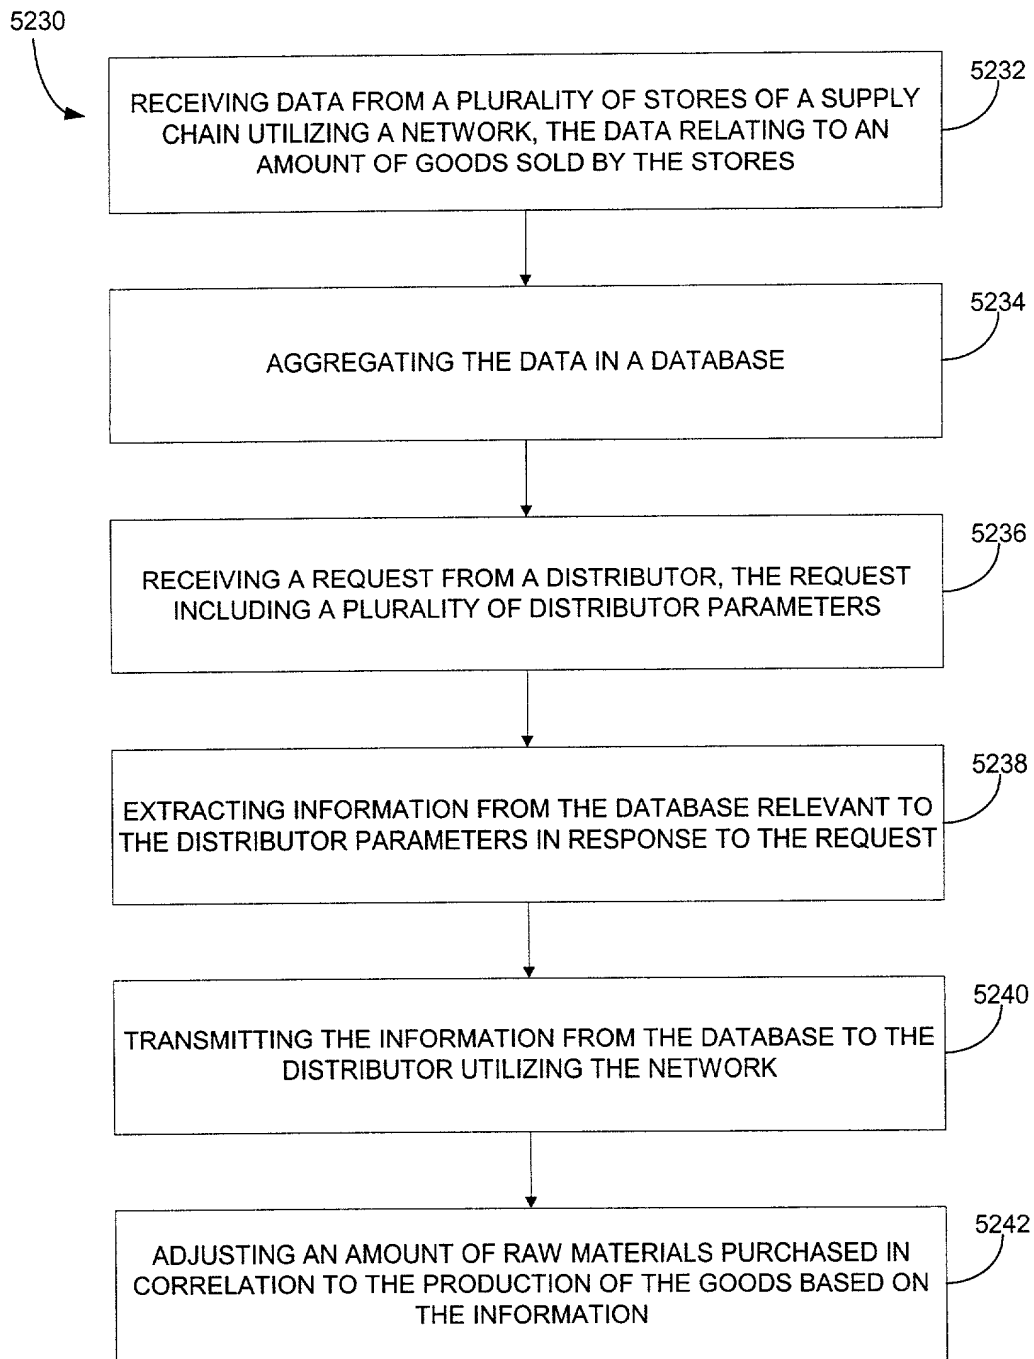 5230
5232
RECEIVING DATA FROM A PLURALITY OF STORES OF A SUPPLY
CHAIN UTILIZING A NETWORK, THE DATA RELATING TO AN
AMOUNT OF GOODS SOLD BY THE STORES
5234
AGGREGATING THE DATA IN A DATABASE
5236
RECEIVING A REQUEST FROM A DISTRIBUTOR, THE REQUEST
INCLUDING A PLURALITY OF DISTRIBUTOR PARAMETERS
5238
EXTRACTING INFORMATION FROM THE DATABASE RELEVANT TO
THE DISTRIBUTOR PARAMETERS IN RESPONSE TO THE REQUEST
5240
TRANSMITTING THE INFORMATION FROM THE DATABASE TO THE
DISTRIBUTOR UTILIZING THE NETWORK
5242
ADJUSTING AN AMOUNT OF RAW MATERIALS PURCHASED IN
CORRELATION TO THE PRODUCTION OF THE GOODS BASED ON
THE INFORMATION